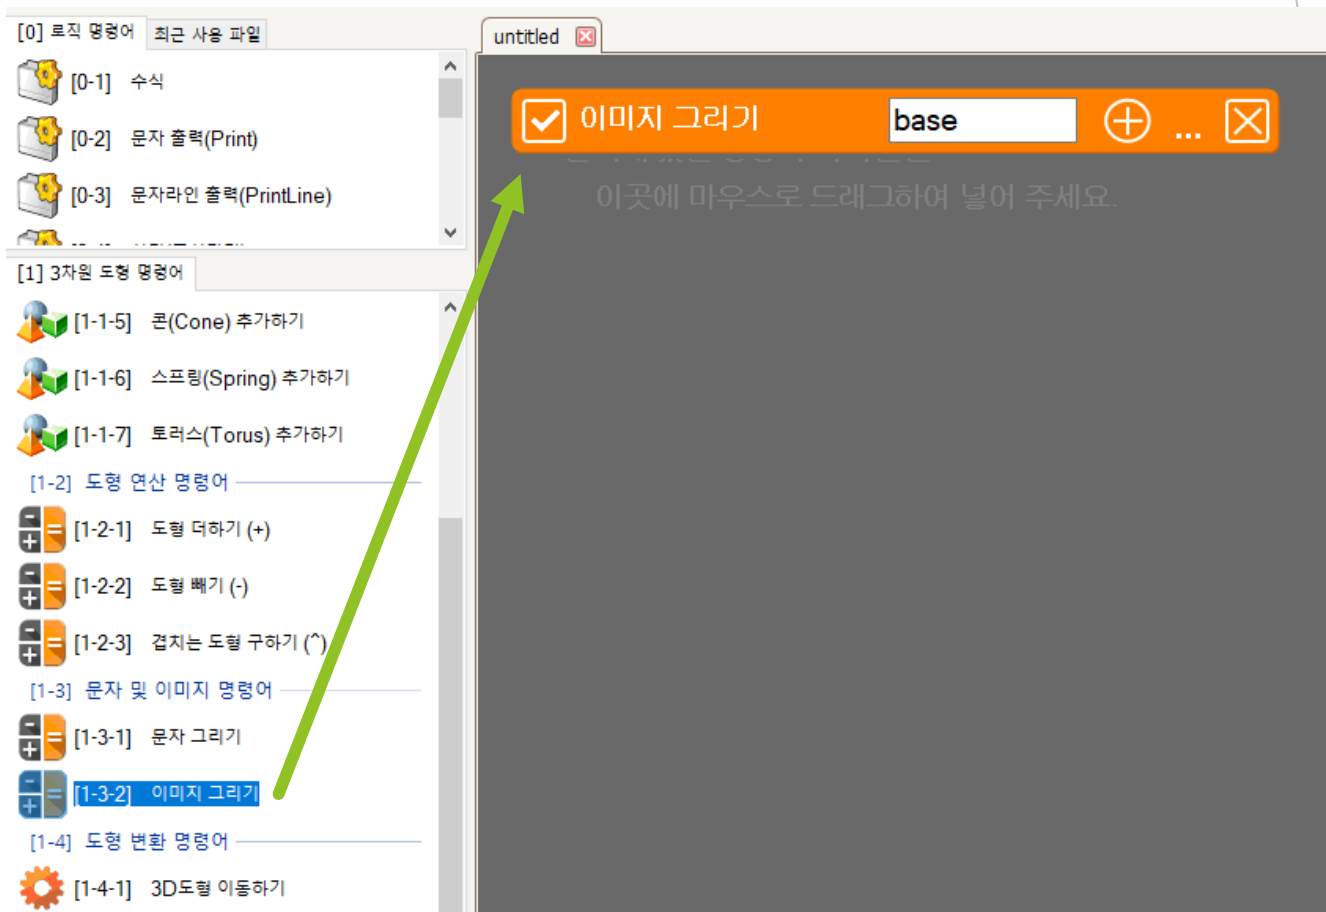 [0] 로직 명령어 최근 사용 파일
[0-1] 수식
[0-2] 문자 출력(Print)
[0-3] 문자라인 출력(PrintLine)
[1] 3차원 도형 명령어
[1-1-5] 콘(Cone) 추가하기
[1-1-6] 스프링(Spring) 추가하기
[1-1-7] 토러스(Torus) 추가하기
[1-2] 도형 연산 명령어
[1-2-1] 도형 더하기 (+)
[1-2-2] 도형 빼기 (-)
[1-2-3] 겹치는 도형 구하기 (^)
[1-3] 문자 및 이미지 명령어
[1-3-1] 문자 그리기
[1-3-2] 이미지 그리기
[1-4] 도형 변환 명령어
[1-4-1] 3D도형 이동하기
untitled
이미지 그리기 base ...
이곳에 마우스로 드래그하여 넣어 주세요.